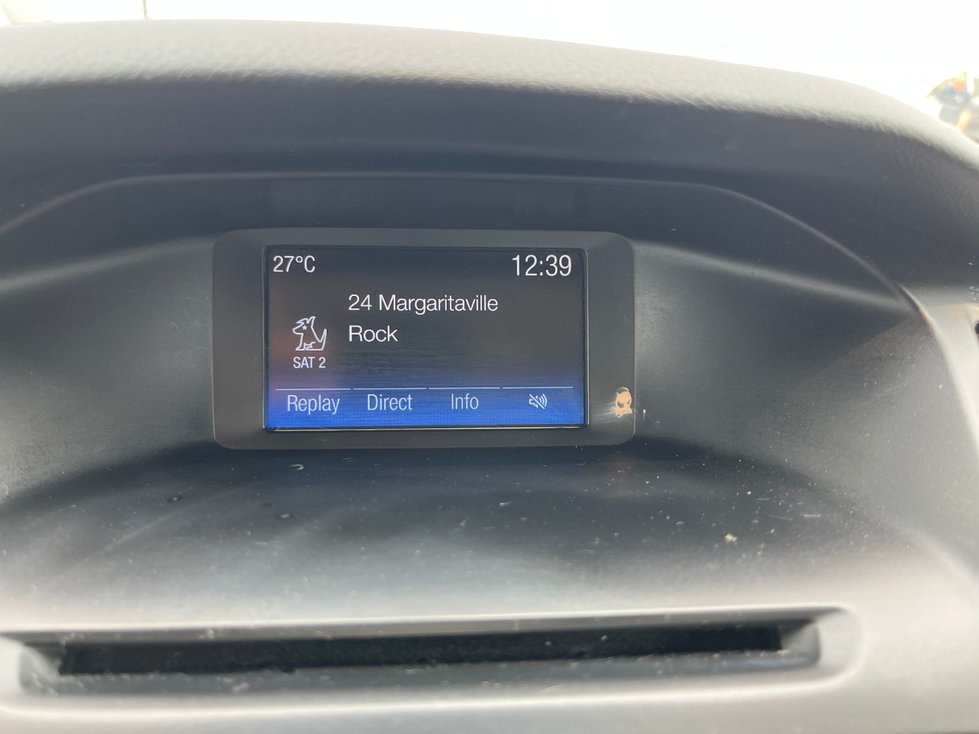 27°C 12:39
24 Margaritaville
Rock
SAT 2
Replay Direct Info